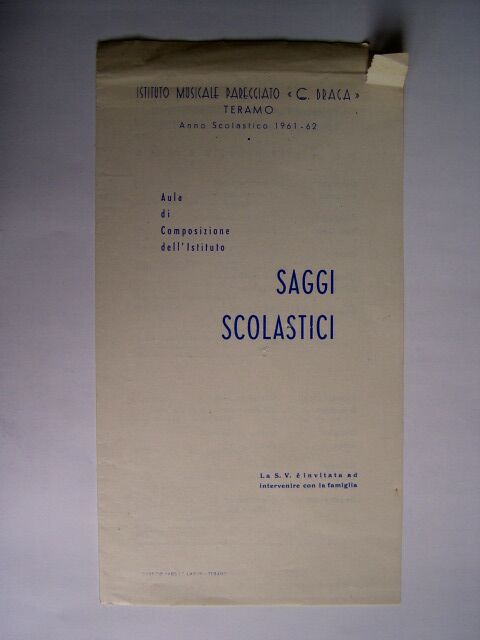 ISTITUTO MUSICALE PAREGGIATO « G. BRAGA »
TERAMO
Anno Scolastico 1961-62
Aula
di
Composizione
dell'Istituto
SAGGI
SCOLASTICI
La S. V. è invitata ad
intervenire con la famiglia
TERAMO